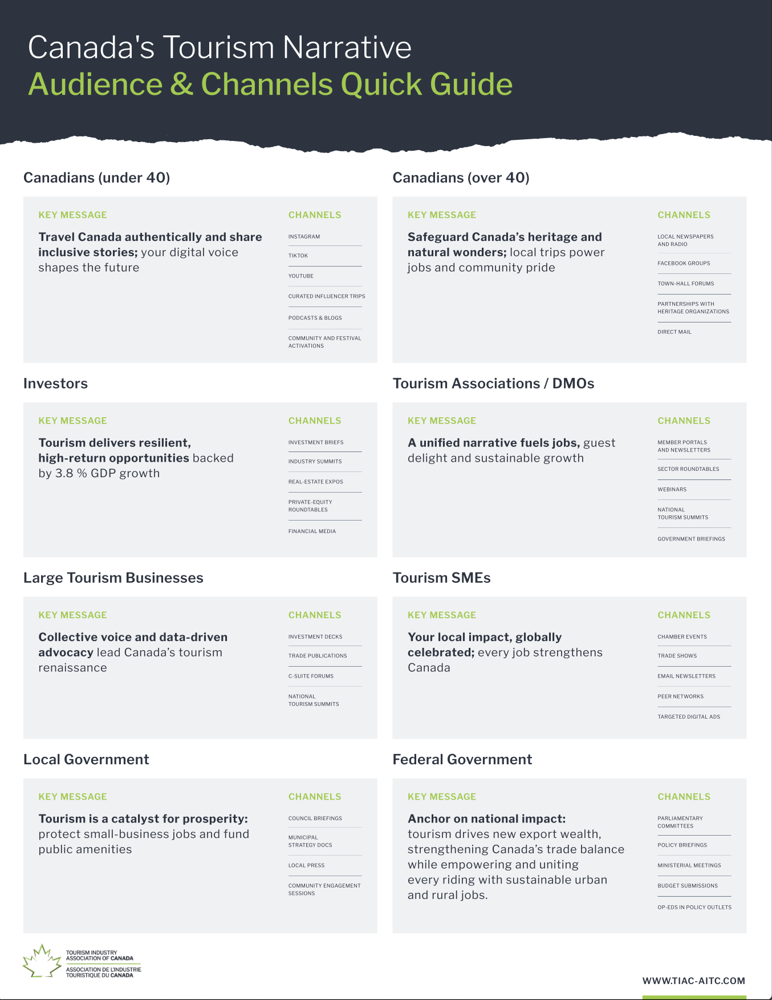 Canada's Tourism Narrative
Audience & Channels Quick Guide
Canadians (under 40)
KEY MESSAGE
Travel Canada authentically and share
inclusive stories; your digital voice
shapes the future
CHANNELS
INSTAGRAM
TIKTOK
YOUTUBE
CURATED INFLUENCER TRIPS
PODCASTS & BLOGS
COMMUNITY AND FESTIVAL
ACTIVATIONS
Canadians (over 40)
KEY MESSAGE
Safeguard Canada’s heritage and
natural wonders; local trips power
jobs and community pride
CHANNELS
LOCAL NEWSPAPERS
AND RADIO
FACEBOOK GROUPS
TOWN-HALL FORUMS
PARTNERSHIPS WITH
HERITAGE ORGANIZATIONS
DIRECT MAIL
Investors
KEY MESSAGE
Tourism delivers resilient,
high-return opportunities backed
by 3.8 % GDP growth
CHANNELS
INVESTMENT BRIEFS
INDUSTRY SUMMITS
REAL-ESTATE EXPOS
PRIVATE-EQUITY
ROUNDTABLES
FINANCIAL MEDIA
Tourism Associations / DMOs
KEY MESSAGE
A unified narrative fuels jobs, guest
delight and sustainable growth
CHANNELS
MEMBER PORTALS
AND NEWSLETTERS
SECTOR ROUNDTABLES
WEBINARS
NATIONAL
TOURISM SUMMITS
GOVERNMENT BRIEFINGS
Large Tourism Businesses
KEY MESSAGE
Collective voice and data-driven
advocacy lead Canada’s tourism
renaissance
CHANNELS
INVESTMENT DECKS
TRADE PUBLICATIONS
C-SUITE FORUMS
NATIONAL
TOURISM SUMMITS
Tourism SMEs
KEY MESSAGE
Your local impact, globally
celebrated; every job strengthens
Canada
CHANNELS
CHAMBER EVENTS
TRADE SHOWS
EMAIL NEWSLETTERS
PEER NETWORKS
TARGETED DIGITAL ADS
Local Government
KEY MESSAGE
Tourism is a catalyst for prosperity:
protect small-business jobs and fund
public amenities
CHANNELS
COUNCIL BRIEFINGS
MUNICIPAL
STRATEGY DOCS
LOCAL PRESS
COMMUNITY ENGAGEMENT
SESSIONS
Federal Government
KEY MESSAGE
Anchor on national impact:
tourism drives new export wealth,
strengthening Canada’s trade balance
while empowering and uniting
every riding with sustainable urban
and rural jobs.
CHANNELS
PARLIAMENTARY
COMMITTEES
POLICY BRIEFINGS
MINISTERIAL MEETINGS
BUDGET SUBMISSIONS
OP-EDS IN POLICY OUTLETS
TOURISM INDUSTRY
ASSOCIATION OF CANADA
ASSOCIATION DE L'INDUSTRIE
TOURISTIQUE DU CANADA
WWW.TIAC-AITC.COM